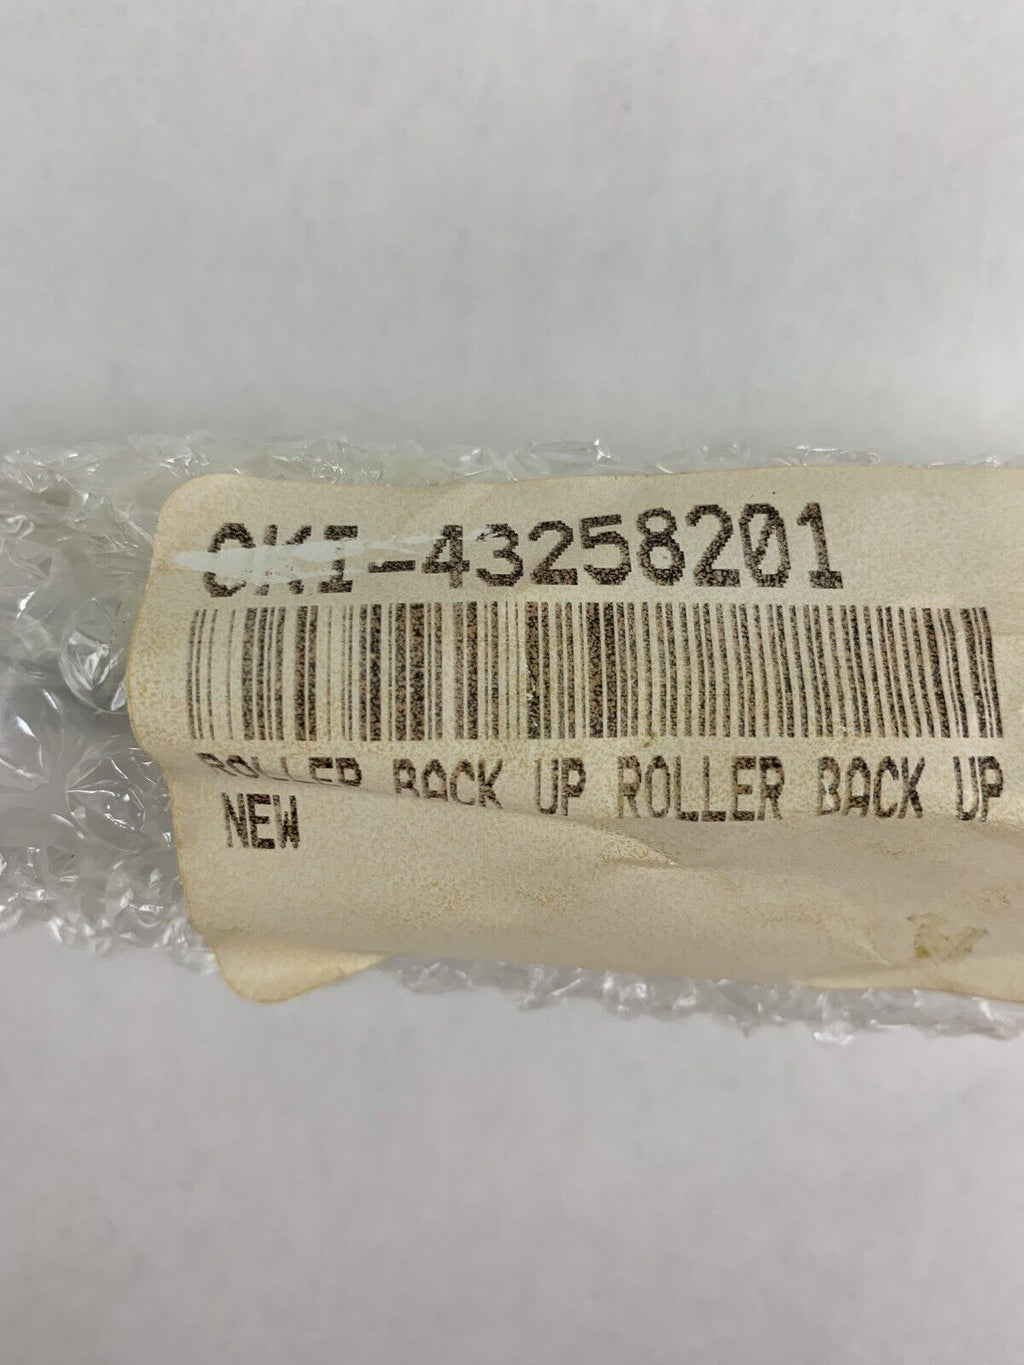 OKI-43258201
ROLLER BACK UP ROLLER BACK UP
NEW